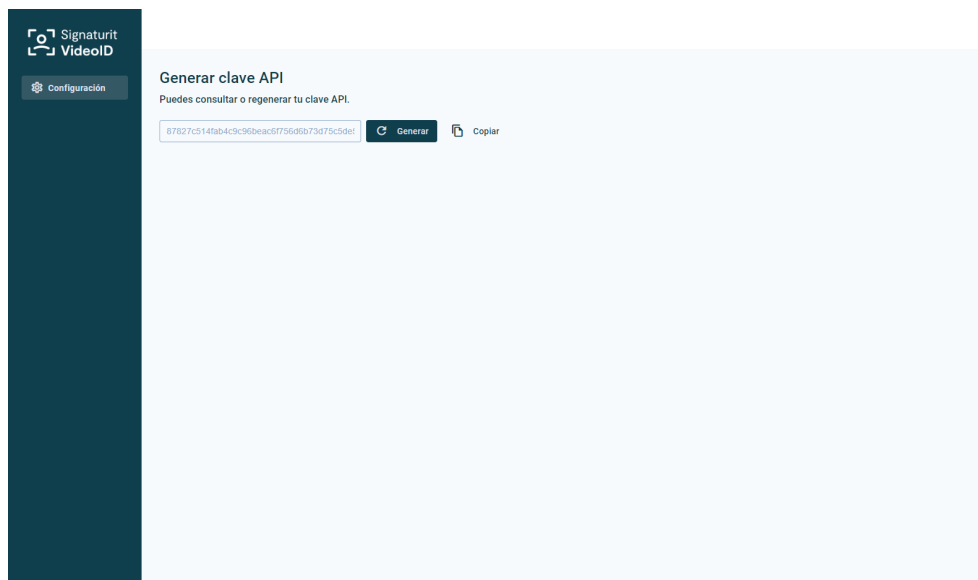 Signaturit
VideoID
Configuración
Generar clave API
Puedes consultar o regenerar tu clave API.
87827c514fab4c9c96beac6f756d6b73d75c5de!
Generar
Copiar